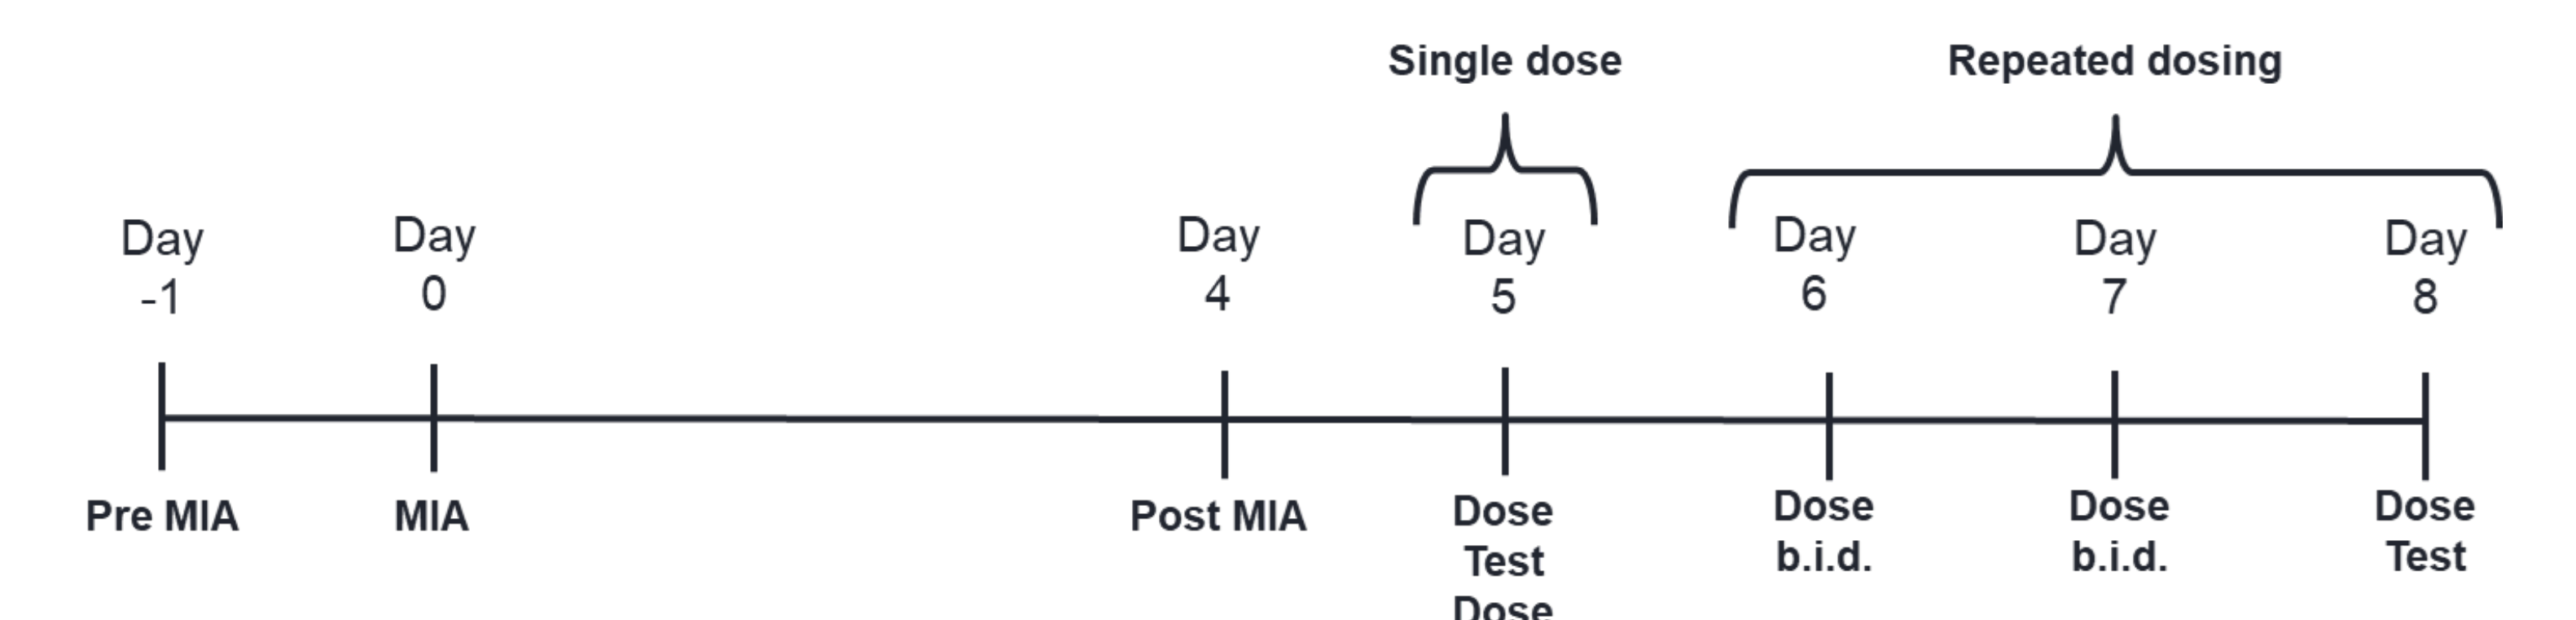 Single dose
Repeated dosing
Day
-1
Day
0
Day
4
Day
5
Day
6
Day
7
Day
8
Pre MIA
MIA
Post MIA
Dose
Test
Dose
Dose
b.i.d.
Dose
b.i.d.
Dose
Test